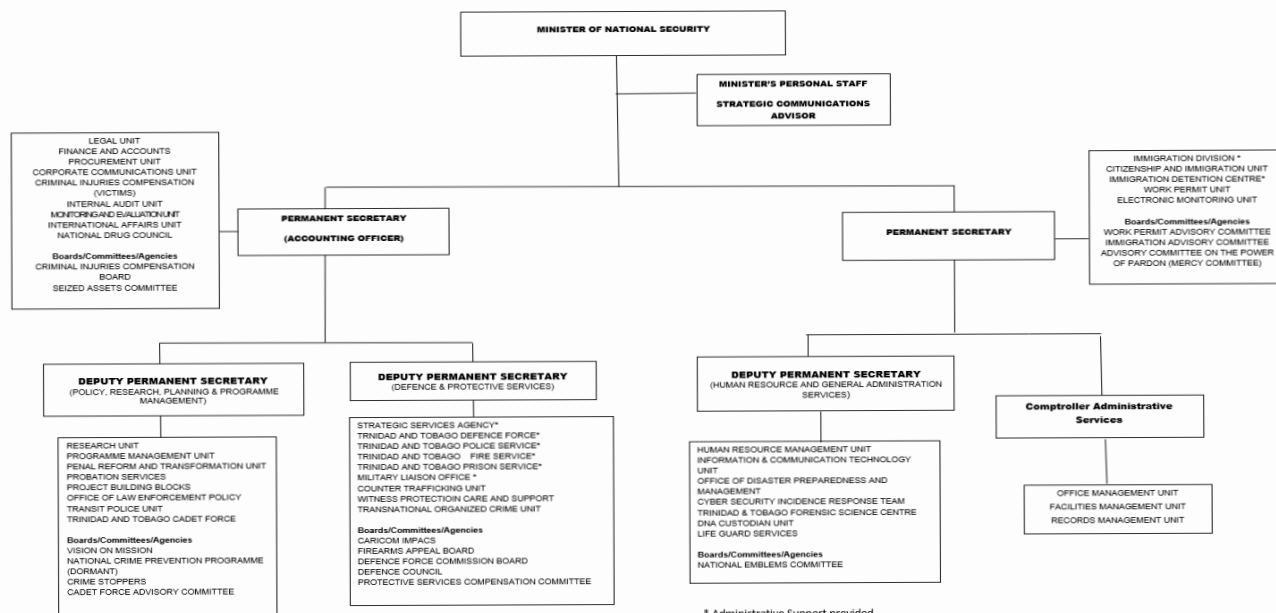 MINISTER OF NATIONAL SECURITY
MINISTER'S PERSONAL STAFF
STRATEGIC COMMUNICATIONS
ADVISOR
LEGAL UNIT
FINANCE AND ACCOUNTS
PROCUREMENT UNIT
CORPORATE COMMUNICATIONS UNIT
CRIMINAL INJURIES COMPENSATION
(VICTIMS)
INTERNAL AUDIT UNIT
MONITORING AND EVALUATION UNIT
INTERNATIONAL AFFAIRS UNIT
NATIONAL DRUG COUNCIL
Boards/Committees/Agencies
CRIMINAL INJURIES COMPENSATION
BOARD
SEIZED ASSETS COMMITTEE
PERMANENT SECRETARY
(ACCOUNTING OFFICER)
PERMANENT SECRETARY
IMMIGRATION DIVISION *
CITIZENSHIP AND IMMIGRATION UNIT
IMMIGRATION DETENTION CENTRE*
WORK PERMIT UNIT
ELECTRONIC MONITORING UNIT
Boards/Committees/Agencies
WORK PERMIT ADVISORY COMMITTEE
IMMIGRATION ADVISORY COMMITTEE
ADVISORY COMMITTEE ON THE POWER
OF PARDON (MERCY COMMITTEE)
DEPUTY PERMANENT SECRETARY
(POLICY, RESEARCH, PLANNING & PROGRAMME
MANAGEMENT)
RESEARCH UNIT
PROGRAMME MANAGEMENT UNIT
PENAL REFORM AND TRANSFORMATION UNIT
PROBATION SERVICES
PROJECT BUILDING BLOCKS
OFFICE OF LAW ENFORCEMENT POLICY
TRANSIT POLICE UNIT
TRINIDAD AND TOBAGO CADET FORCE
Boards/Committees/Agencies
VISION ON MISSION
NATIONAL CRIME PREVENTION PROGRAMME
(DORMANT)
CRIME STOPPERS
CADET FORCE ADVISORY COMMITTEE
DEPUTY PERMANENT SECRETARY
(DEFENCE & PROTECTIVE SERVICES)
STRATEGIC SERVICES AGENCY*
TRINIDAD AND TOBAGO DEFENCE FORCE*
TRINIDAD AND TOBAGO POLICE SERVICE*
TRINIDAD AND TOBAGO FIRE SERVICE*
TRINIDAD AND TOBAGO PRISON SERVICE*
MILITARY LIAISON OFFICE *
COUNTER TRAFFICKING UNIT
WITNESS PROTECTIOIN CARE AND SUPPORT
TRANSNATIONAL ORGANIZED CRIME UNIT
Boards/Committees/Agencies
CARICOM IMPACS
FIREARMS APPEAL BOARD
DEFENCE FORCE COMMISSION BOARD
DEFENCE COUNCIL
PROTECTIVE SERVICES COMPENSATION COMMITTEE
DEPUTY PERMANENT SECRETARY
(HUMAN RESOURCE AND GENERAL ADMINISTRATION
SERVICES)
HUMAN RESOURCE MANAGEMENT UNIT
INFORMATION & COMMUNICATION TECHNOLOGY
UNIT
OFFICE OF DISASTER PREPAREDNESS AND
MANAGEMENT
CYBER SECURITY INCIDENCE RESPONSE TEAM
TRINIDAD & TOBAGO FORENSIC SCIENCE CENTRE
DNA CUSTODIAN UNIT
LIFE GUARD SERVICES
Boards/Committees/Agencies
NATIONAL EMBLEMS COMMITTEE
Comptroller Administrative
Services
OFFICE MANAGEMENT UNIT
FACILITIES MANAGEMENT UNIT
RECORDS MANAGEMENT UNIT
* Administrative Support provided